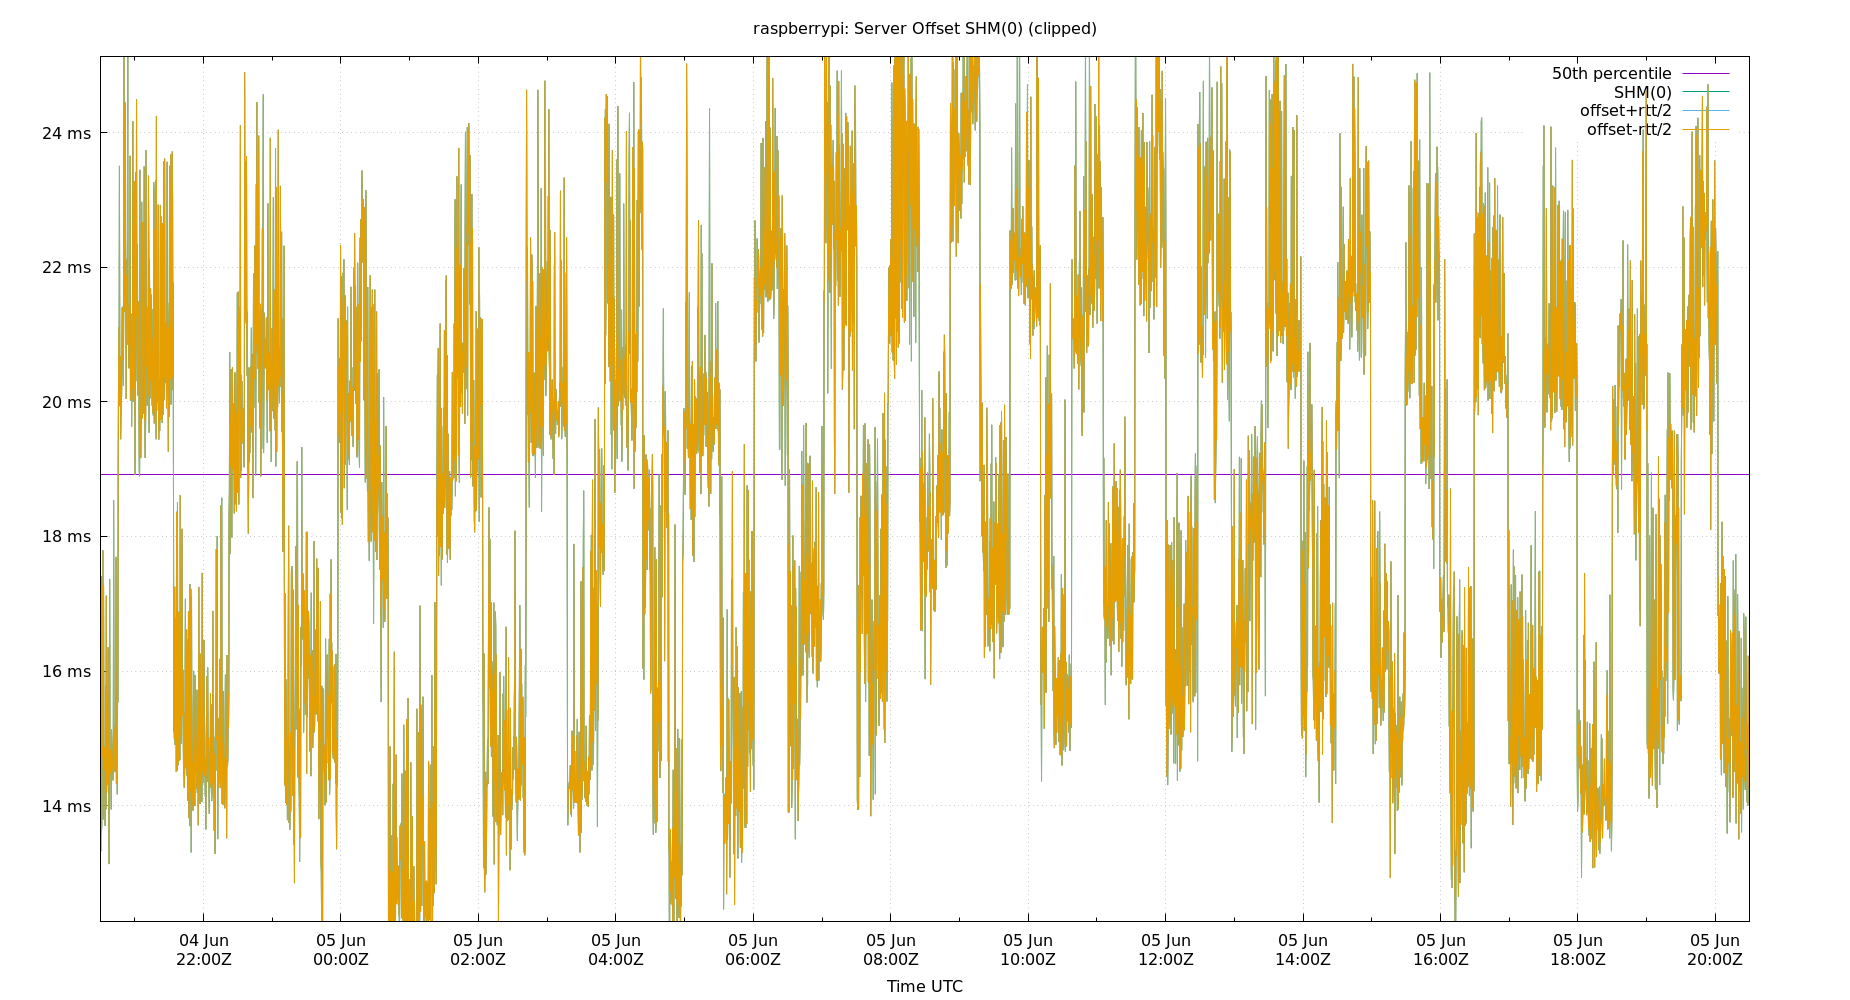 raspberrypi: Server Offset SHM(0) (clipped)
50th percentile
SHM(0)
offset+rtt/2
offset-rtt/2
24 ms
22 ms
20 ms
18 ms
16 ms
14 ms
04 Jun 05 Jun 05 Jun 05 Jun 05 Jun 05 Jun 05 Jun 05 Jun 05 Jun 05 Jun 05 Jun 05 Jun
22:00Z 00:00Z 02:00Z 04:00Z 06:00Z 08:00Z 10:00Z 12:00Z 14:00Z 16:00Z 18:00Z 20:00Z
Time UTC